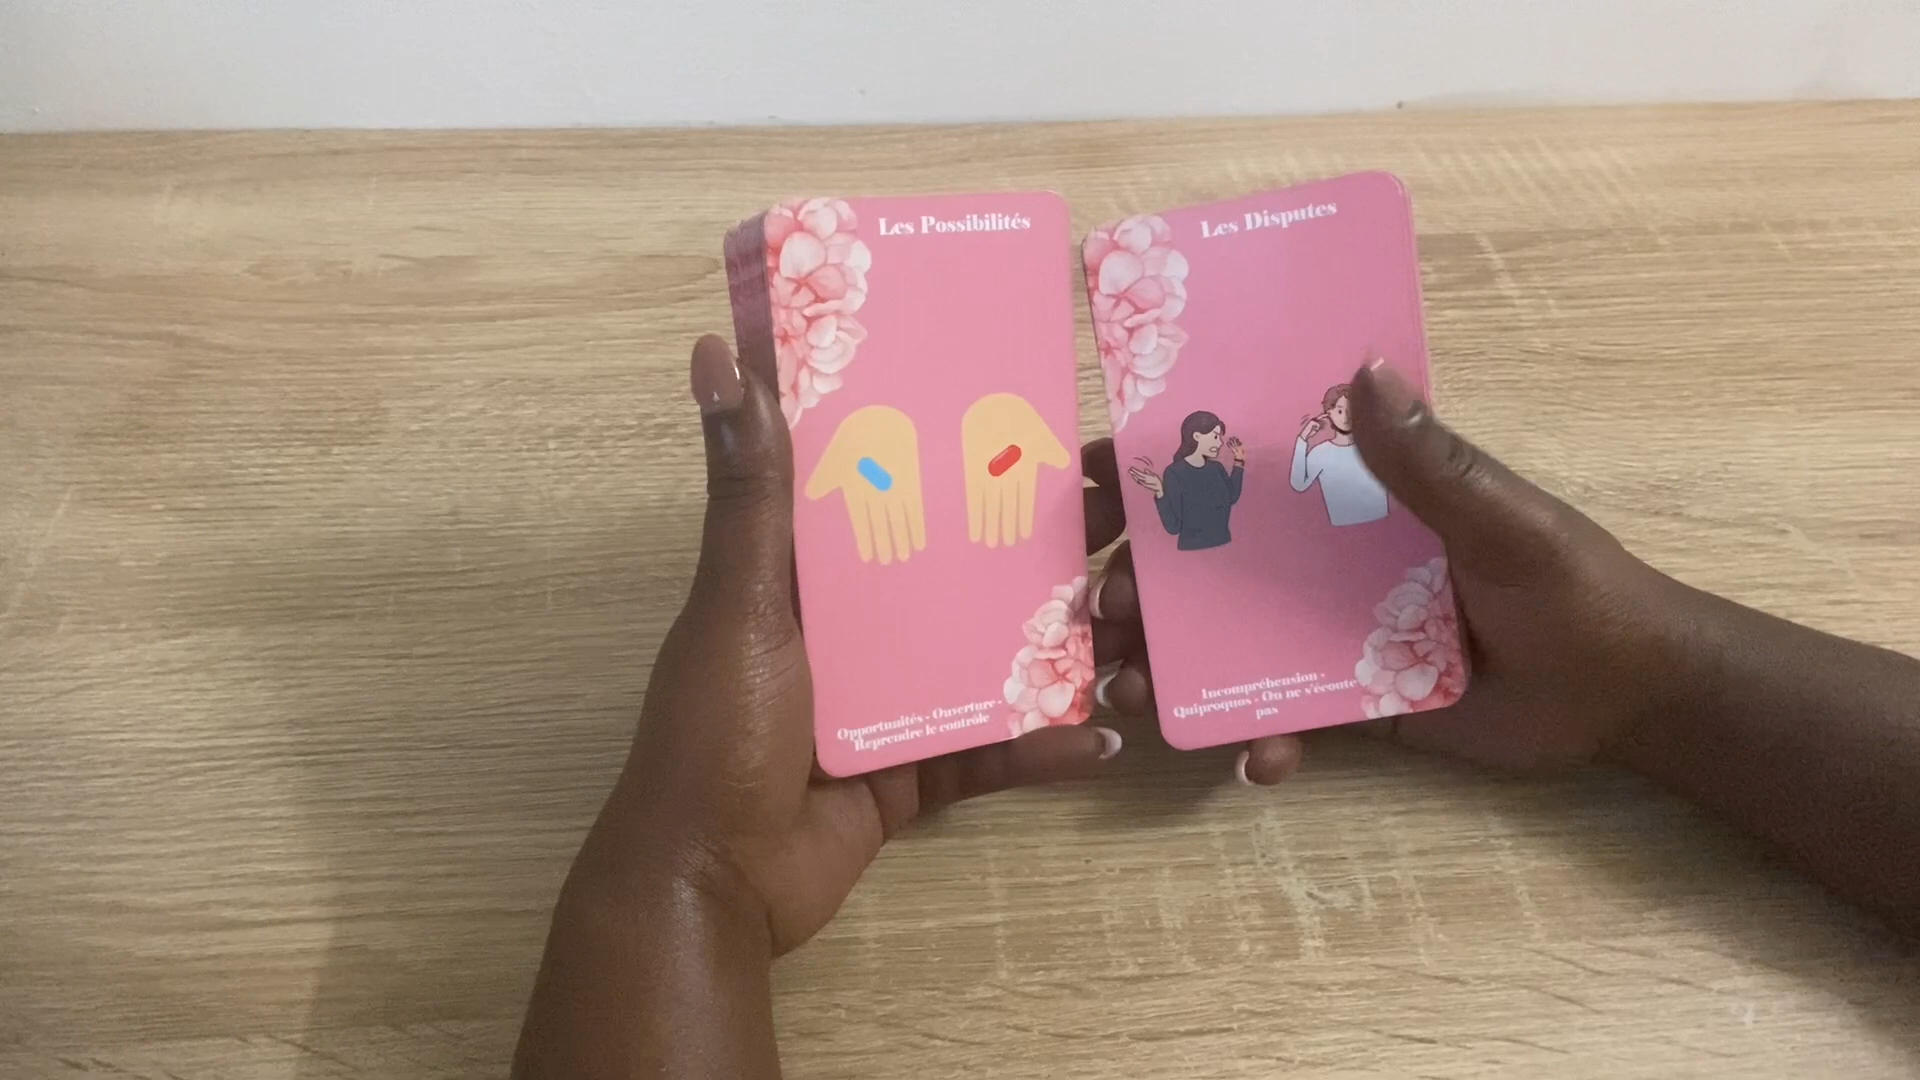 Les Possibilités
Opportunités - Ouverture -
Reprendre le contrôle
Les Disputes
Incompréhension -
Quiproquos - On ne s'écoute
pas